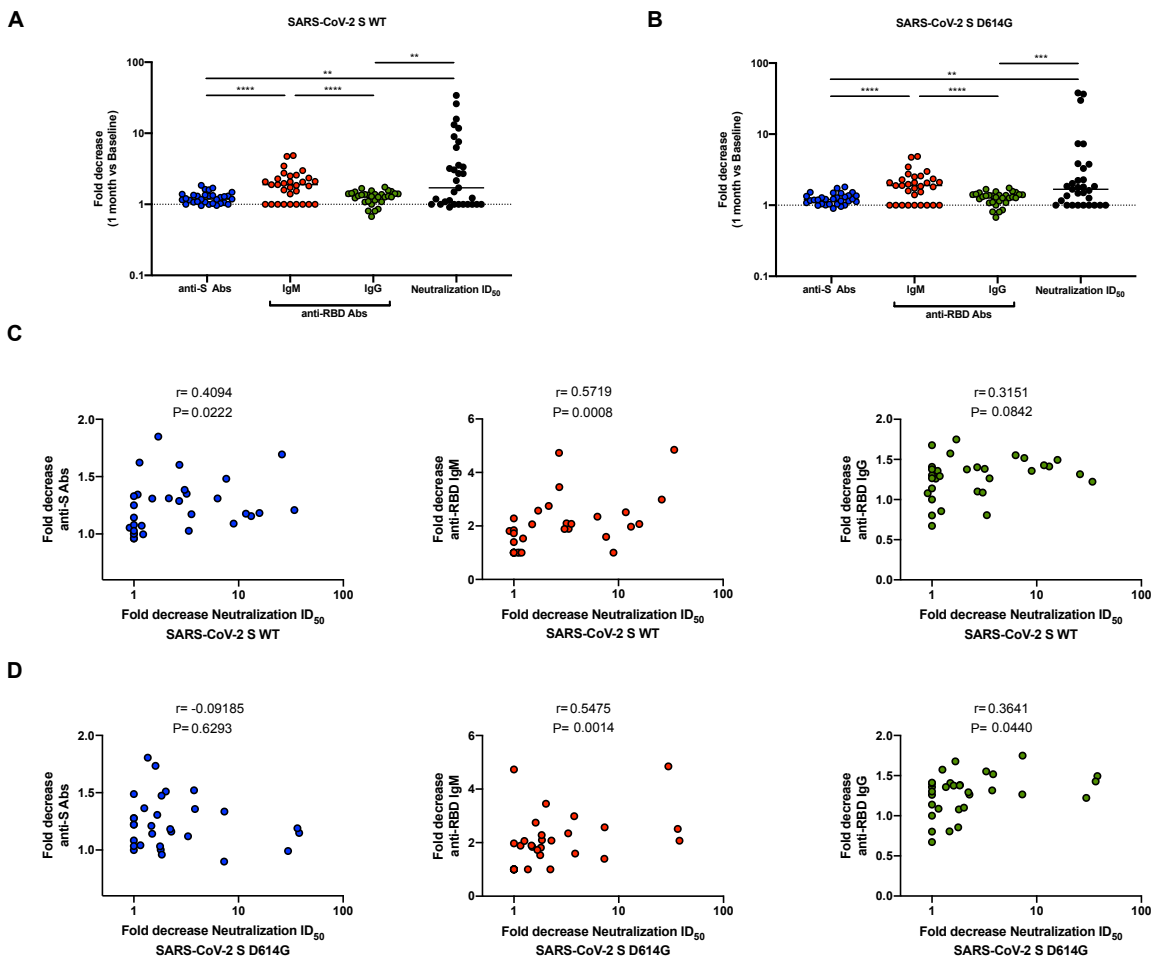 A
SARS-CoV-2 S WT
Fold decrease
(1 month vs Baseline)
100
10
1
0.1
**
**
****
****
anti-S Abs
IgM
IgG
Neutralization ID50
anti-RBD Abs
B
SARS-CoV-2 S D614G
Fold decrease
(1 month vs Baseline)
100
10
1
0.1
***
**
****
****
anti-S Abs
IgM
IgG
Neutralization ID50
anti-RBD Abs
C
r= 0.4094
P= 0.0222
Fold decrease
anti-S Abs
2.0
1.5
1.0
1
10
100
Fold decrease Neutralization ID50
SARS-CoV-2 S WT
r= 0.5719
P= 0.0008
Fold decrease
anti-RBD IgM
6
4
2
0
1
10
100
Fold decrease Neutralization ID50
SARS-CoV-2 S WT
r= 0.3151
P= 0.0842
Fold decrease
anti-RBD IgG
2.0
1.5
1.0
0.5
0.0
1
10
100
Fold decrease Neutralization ID50
SARS-CoV-2 S WT
D
r= -0.09185
P= 0.6293
Fold decrease
anti-S Abs
2.0
1.5
1.0
1
10
100
Fold decrease Neutralization ID50
SARS-CoV-2 S D614G
r= 0.5475
P= 0.0014
Fold decrease
anti-RBD IgM
6
4
2
0
1
10
100
Fold decrease Neutralization ID50
SARS-CoV-2 S D614G
r= 0.3641
P= 0.0440
Fold decrease
anti-RBD IgG
2.0
1.5
1.0
0.5
0.0
1
10
100
Fold decrease Neutralization ID50
SARS-CoV-2 S D614G